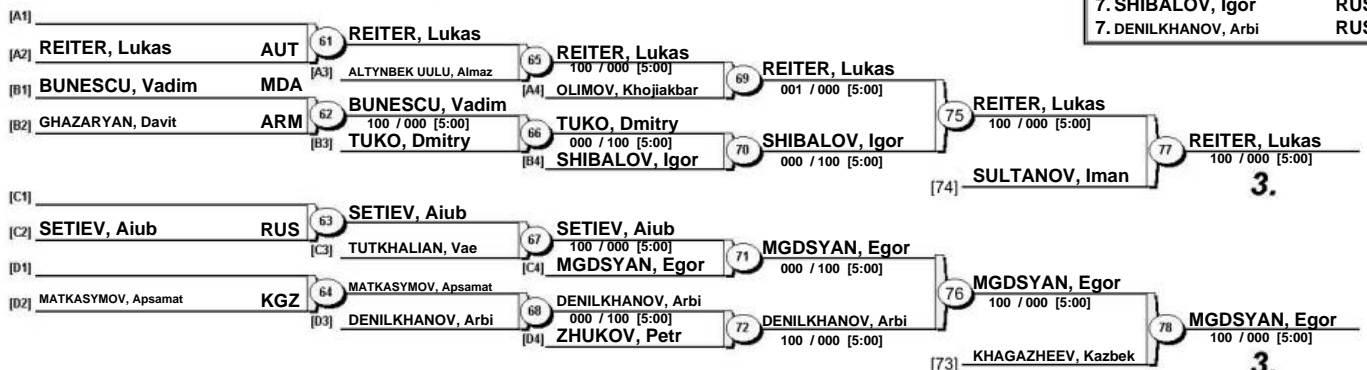 7. SHIBALOV, Igor RUS
7. DENILKHANOV, Arbi RUS
[A1]
[A2] REITER, Lukas AUT
61 REITER, Lukas
[A3] ALTYNBEK UULU, Almaz
65 REITER, Lukas
100 / 000 [5:00]
[A4] OLIMOV, Khojiakbar
69 REITER, Lukas
001 / 000 [5:00]
[B1] BUNESCU, Vadim MDA
[B2] GHAZARYAN, Davit ARM
62 BUNESCU, Vadim
100 / 000 [5:00]
[B3] TUKO, Dmitry
66 TUKO, Dmitry
000 / 100 [5:00]
[B4] SHIBALOV, Igor
70 SHIBALOV, Igor
000 / 100 [5:00]
75 REITER, Lukas
100 / 000 [5:00]
[74] SULTANOV, Iman
77 REITER, Lukas
100 / 000 [5:00]
3.
[C1]
[C2] SETIEV, Aiub RUS
63 SETIEV, Aiub
[C3] TUTKHALIAN, Vae
67 SETIEV, Aiub
100 / 000 [5:00]
[C4] MGDSYAN, Egor
71 MGDSYAN, Egor
000 / 100 [5:00]
[D1]
[D2] MATKASYMOV, Apsamat KGZ
64 MATKASYMOV, Apsamat
[D3] DENILKHANOV, Arbi
68 DENILKHANOV, Arbi
000 / 100 [5:00]
[D4] ZHUKOV, Petr
72 DENILKHANOV, Arbi
100 / 000 [5:00]
76 MGDSYAN, Egor
100 / 000 [5:00]
[73] KHAGAZHEEV, Kazbek
78 MGDSYAN, Egor
100 / 000 [5:00]
3.